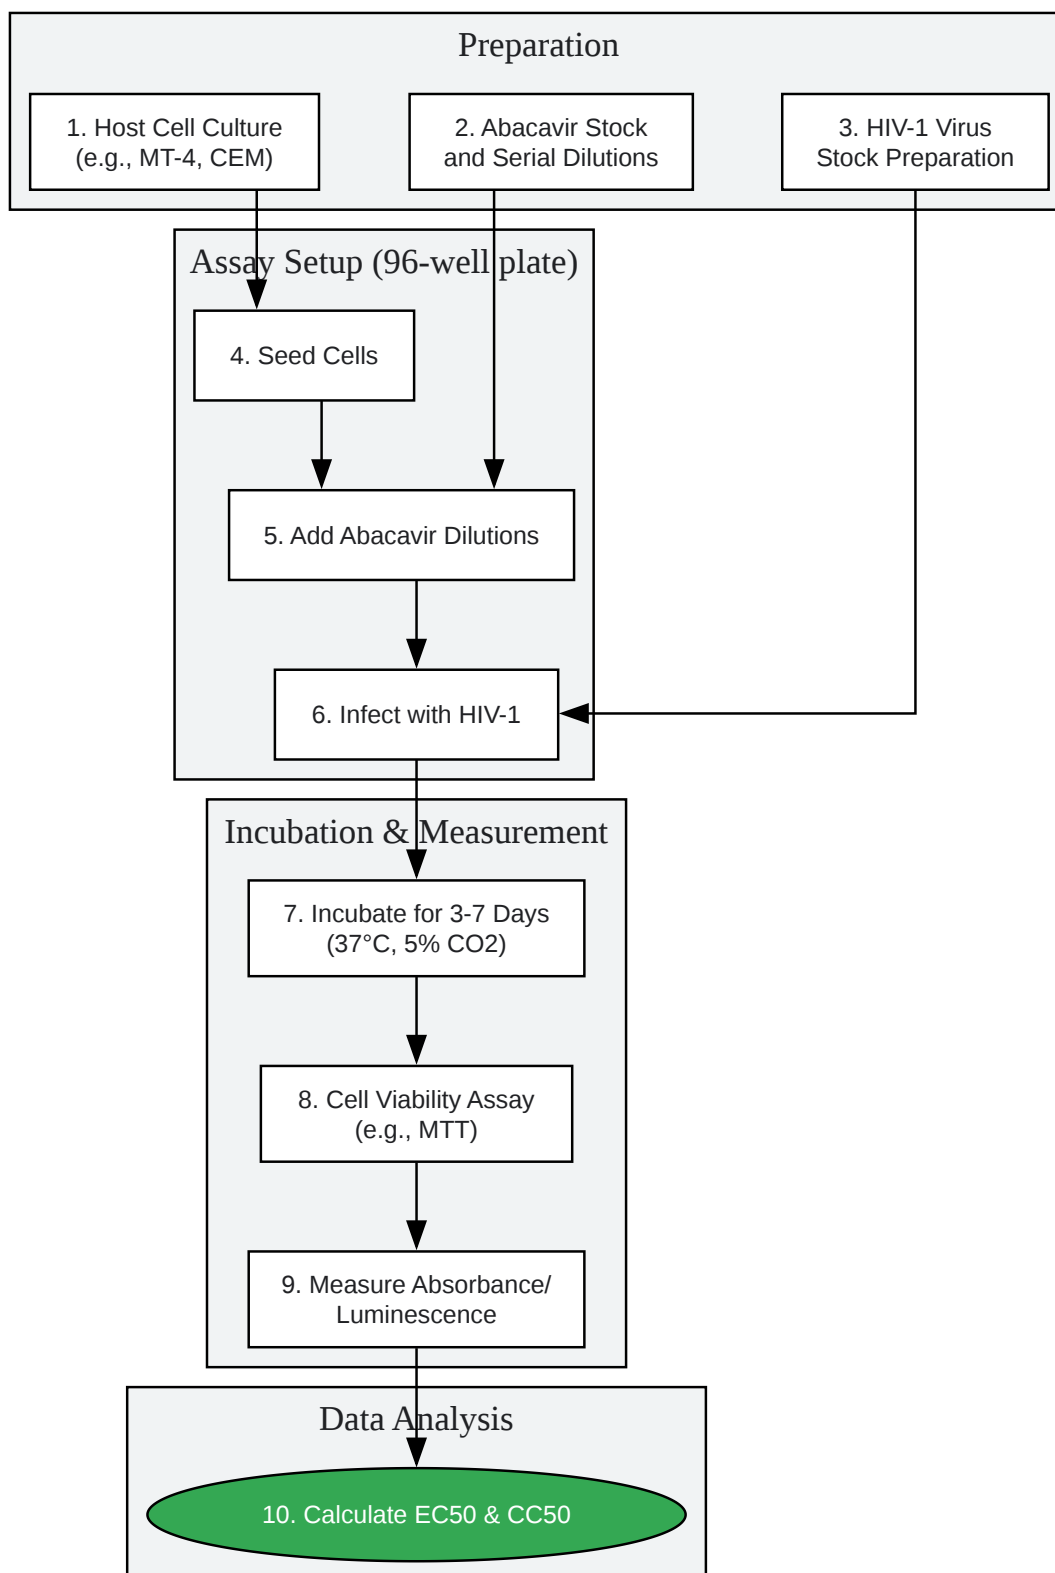 Preparation
1. Host Cell Culture
(e.g., MT-4, CEM)
2. Abacavir Stock
and Serial Dilutions
3. HIV-1 Virus
Stock Preparation
Assay Setup (96-well plate)
4. Seed Cells
5. Add Abacavir Dilutions
6. Infect with HIV-1
Incubation & Measurement
7. Incubate for 3-7 Days
(37°C, 5% CO2)
8. Cell Viability Assay
(e.g., MTT)
9. Measure Absorbance/
Luminescence
Data Analysis
10. Calculate EC50 & CC50